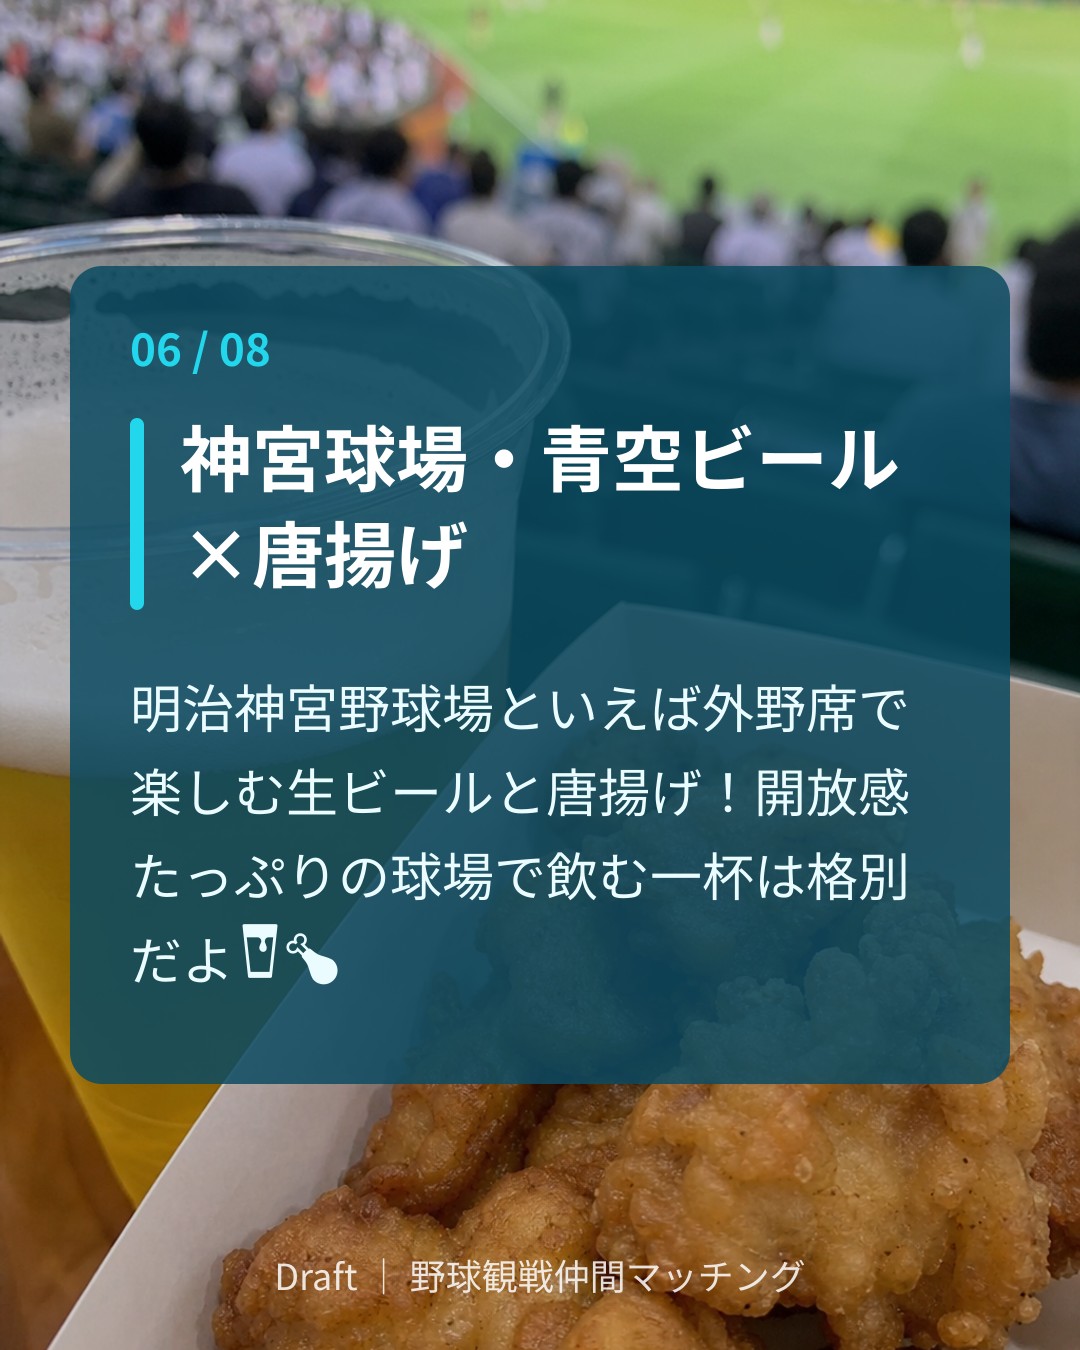 06 / 08
神宮球場・青空ビール
×唐揚げ
明治神宮野球場といえば外野席で
楽しむ生ビールと唐揚げ！開放感
たっぷりの球場で飲む一杯は格別
だよ🥛🍗
Draft ｜ 野球観戦仲間マッチング